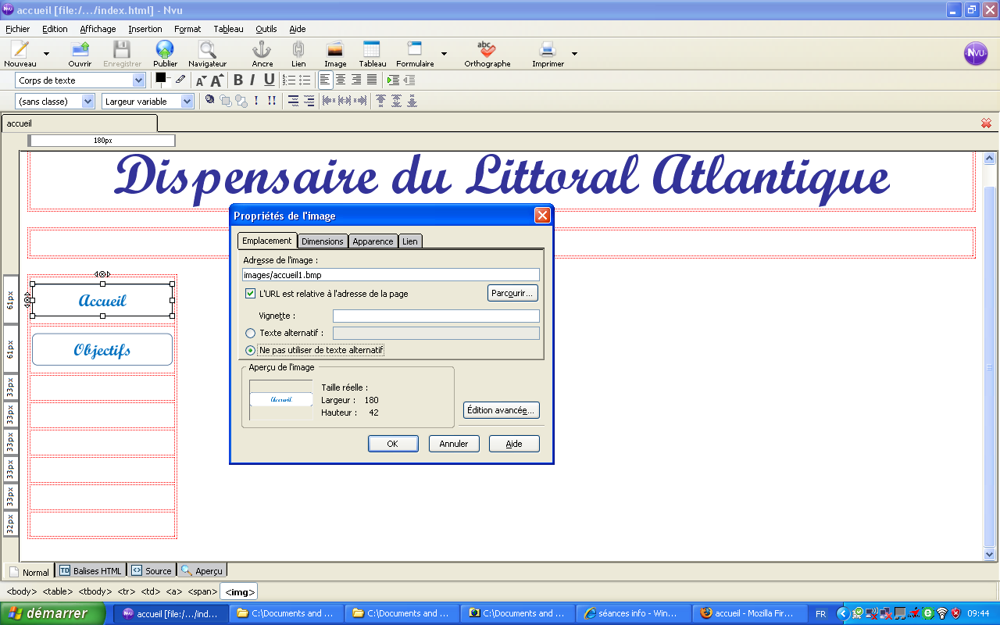 accueil [file:/.../index.html] - Nvu
Fichier Edition Affichage Insertion Format Tableau Outils Aide
Nouveau Ouvrir Enregistrer Publier Navigateur Ancre Lien Image Tableau Formulaire Orthographe Imprimer
Corps de texte
(sans classe) Largeur variable
accueil
180px
Dispensaire du Littoral Atlantique
Propriétés de l'image
Emplacement Dimensions Apparence Lien
Adresse de l'image :
images/accueil1.bmp
L'URL est relative à l'adresse de la page Parcourir...
Vignette :
Texte alternatif :
Ne pas utiliser de texte alternatif
Aperçu de l'image
Accueil
Taille réelle :
Largeur : 180
Hauteur : 42
Édition avancée...
OK Annuler Aide
61px
Accueil
61px
Objectifs
33px
33px
33px
33px
33px
32px
Normal Balises HTML Source Aperçu
<body> <table> <tbody> <tr> <td> <a> <span> <img>
démarrer accueil [file:/.../ind... C:\Documents and ... C:\Documents and ... C:\Documents and ... séances info - Win... accueil - Mozilla Fir... FR 09:44